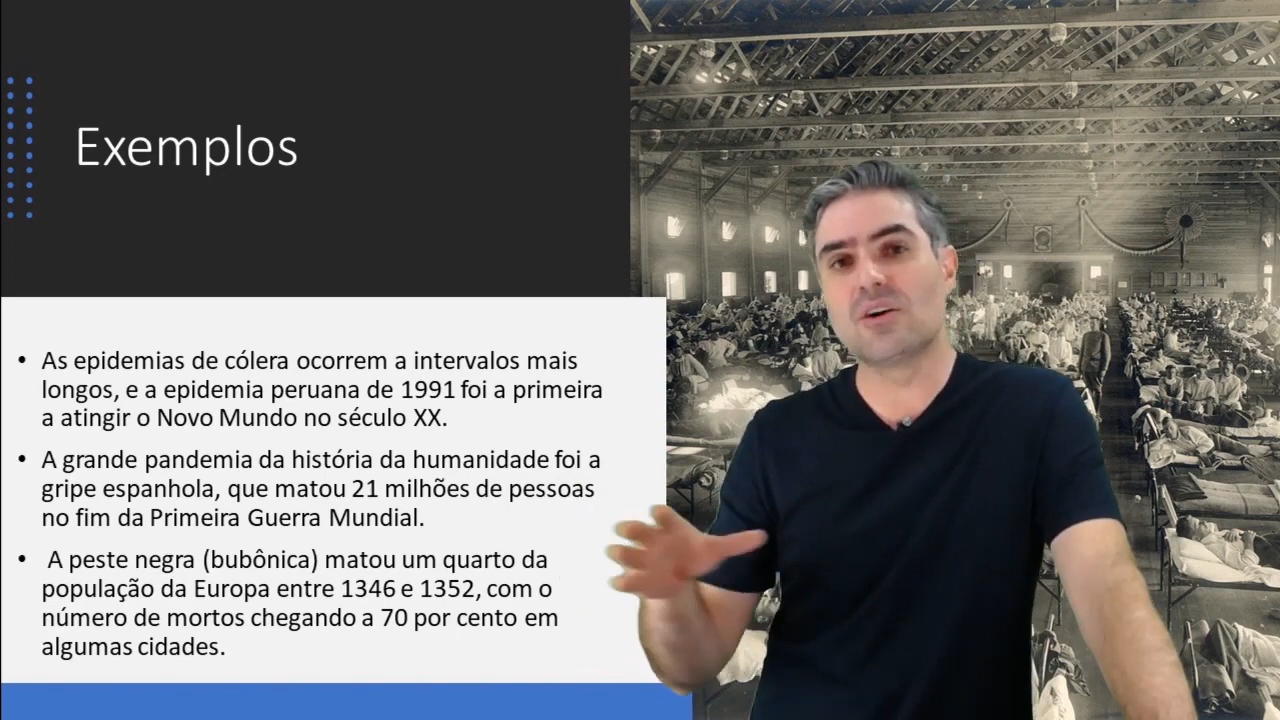 Exemplos
• As epidemias de cólera ocorrem a intervalos mais
longos, e a epidemia peruana de 1991 foi a primeira
a atingir o Novo Mundo no século XX.
• A grande pandemia da história da humanidade foi a
gripe espanhola, que matou 21 milhões de pessoas
no fim da Primeira Guerra Mundial.
• A peste negra (bubônica) matou um quarto da
população da Europa entre 1346 e 1352, com o
número de mortos chegando a 70 por cento em
algumas cidades.